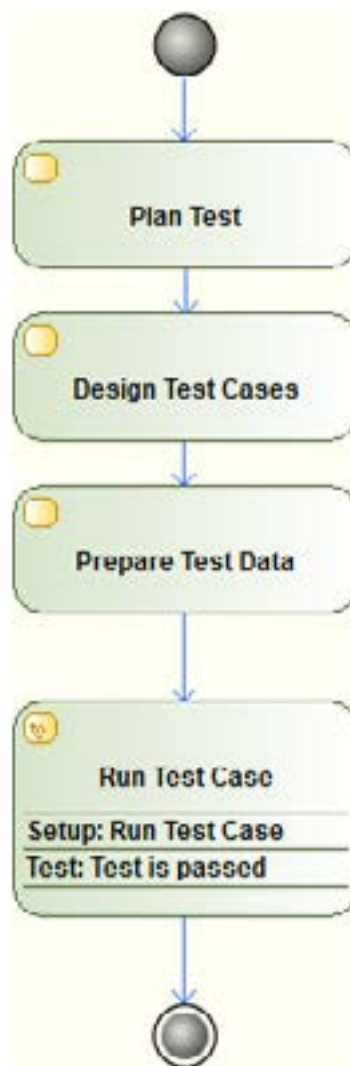 Plan Test
Design Test Cases
Prepare Test Data
Run Test Case
Setup: Run Test Case
Test: Test is passed